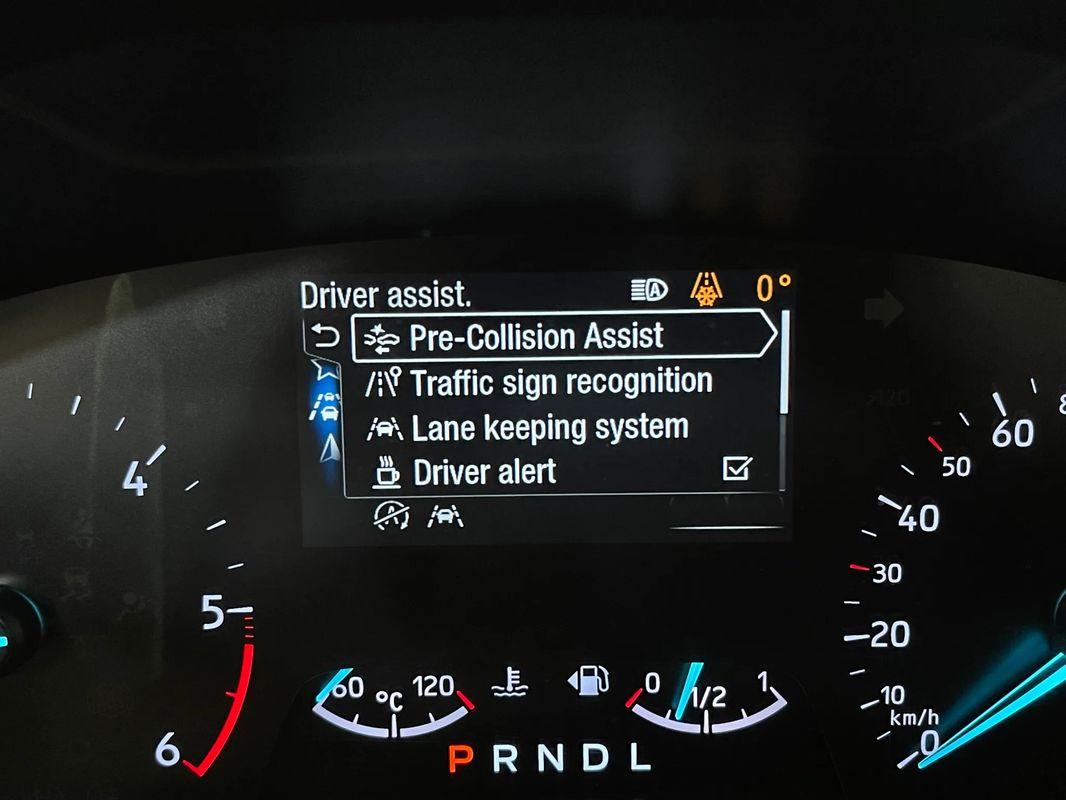 Driver assist.
A
0°
Pre-Collision Assist
Traffic sign recognition
Lane keeping system
Driver alert
A
4
5
6
60
50
40
30
20
10
km/h
0
60
°C
120
0
1/2
1
P R N D L